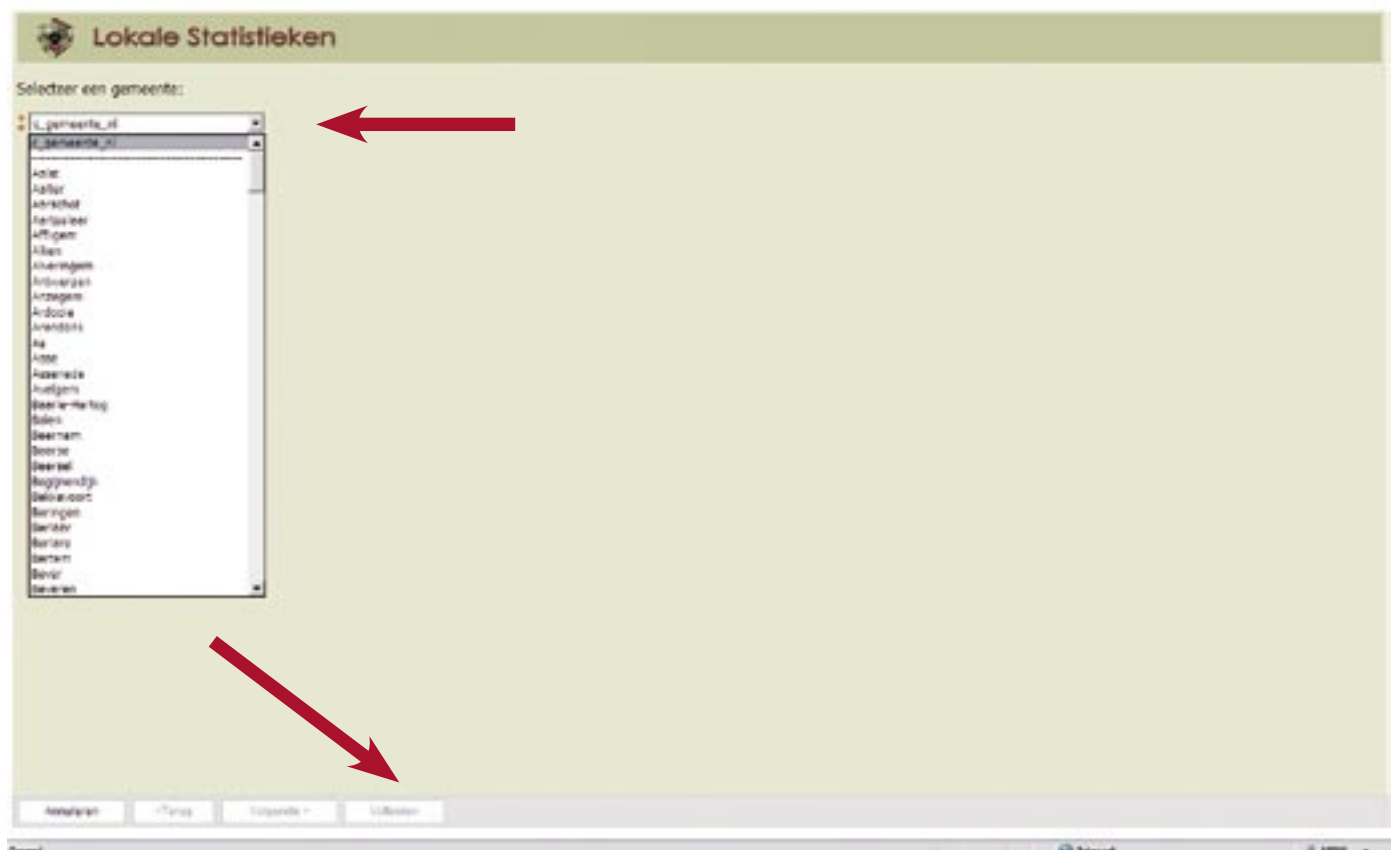 Lokale Statistieken
Selecteer een gemeente:
c_gemeente_nl
c_gemeente_nl
Aalst
Aalter
Aarschot
Aartselaar
Affligem
Alken
Alveringem
Antwerpen
Anzegem
Ardooie
Arendonk
As
Asse
Assenede
Avelgem
Baarle-Hertog
Balen
Beernem
Beerse
Beersel
Begijnendijk
Bekkevoort
Beringen
Berlaar
Berlare
Bertem
Bever
Beveren
Annuleren
<Terug
Volgende >
Voltooien